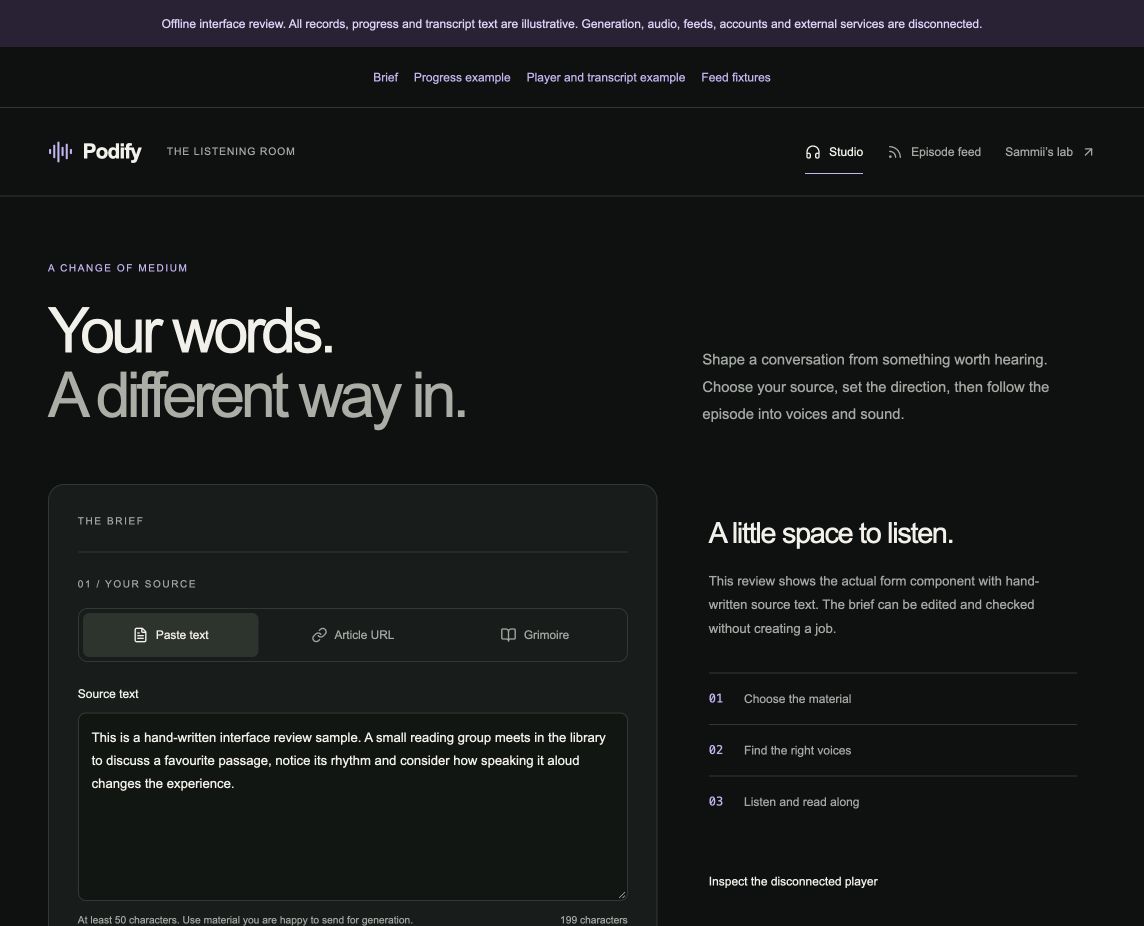 Offline interface review. All records, progress and transcript text are illustrative. Generation, audio, feeds, accounts and external services are disconnected.
Brief Progress example Player and transcript example Feed fixtures
Podify THE LISTENING ROOM Studio Episode feed Sammii's lab
A CHANGE OF MEDIUM
Your words.
A different way in.
Shape a conversation from something worth hearing.
Choose your source, set the direction, then follow the
episode into voices and sound.
THE BRIEF
01 / YOUR SOURCE
Paste text Article URL Grimoire
Source text
This is a hand-written interface review sample. A small reading group meets in the library
to discuss a favourite passage, notice its rhythm and consider how speaking it aloud
changes the experience.
At least 50 characters. Use material you are happy to send for generation. 199 characters
A little space to listen.
This review shows the actual form component with hand-
written source text. The brief can be edited and checked
without creating a job.
01 Choose the material
02 Find the right voices
03 Listen and read along
Inspect the disconnected player